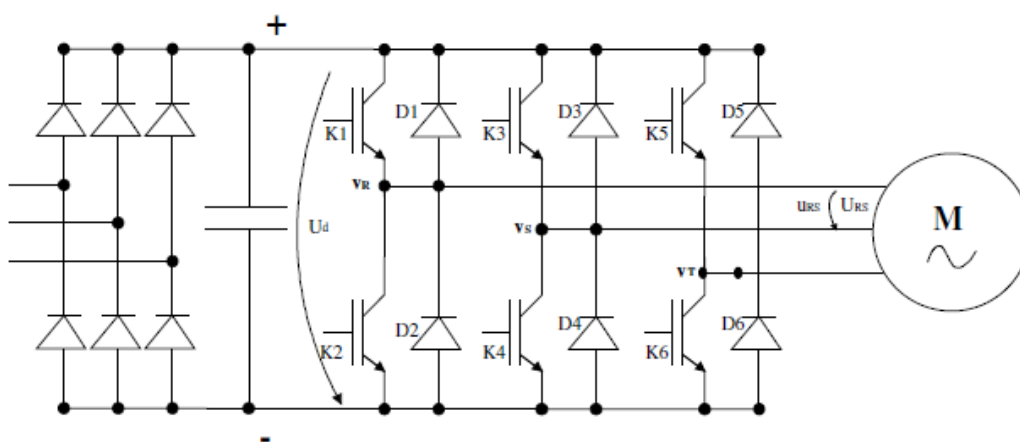 +
D1 D3 D5
K1 K3 K5
vR
uRS URS
M
Ud
vS
vT
D2 D4 D6
K2 K4 K6
-